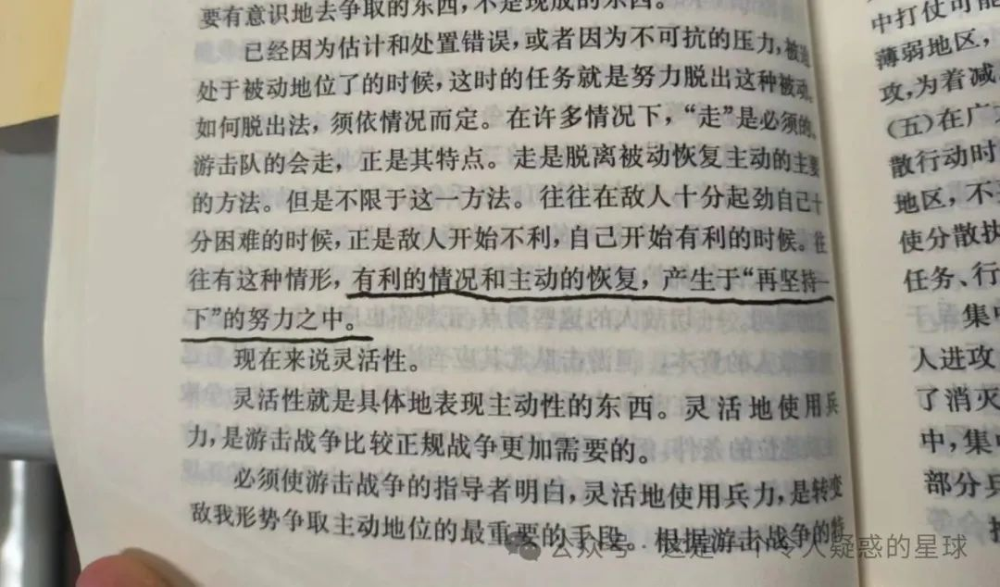 要有意识地去争取的东西，不是现成的东西。
已经因为估计和处置错误，或者因为不可抗的压力，被迫
处于被动地位了的时候，这时的任务就是努力脱出这种被动。
如何脱出法，须依情况而定。在许多情况下，“走”是必须的。
游击队的会走，正是其特点。走是脱离被动恢复主动的主要
的方法。但是不限于这一方法。往往在敌人十分起劲自己十
分困难的时候，正是敌人开始不利，自己开始有利的时候。往
往有这种情形，有利的情况和主动的恢复，产生于“再坚持一
下”的努力之中。
现在来说灵活性。
灵活性就是具体地表现主动性的东西。灵活地使用兵
力，是游击战争比较正规战争更加需要的。
必须使游击战争的指导者明白，灵活地使用兵力，是转变
敌我形势争取主动地位的最重要的手段。根据游击战争的特
中打仗可能
薄弱地区，
攻，为着减
（五）在广
散行动时
地区，不
使分散执
任务、行
集中
人进攻
了消灭
中，集中
部分兵
公众号 · 这是一个令人疑惑的星球